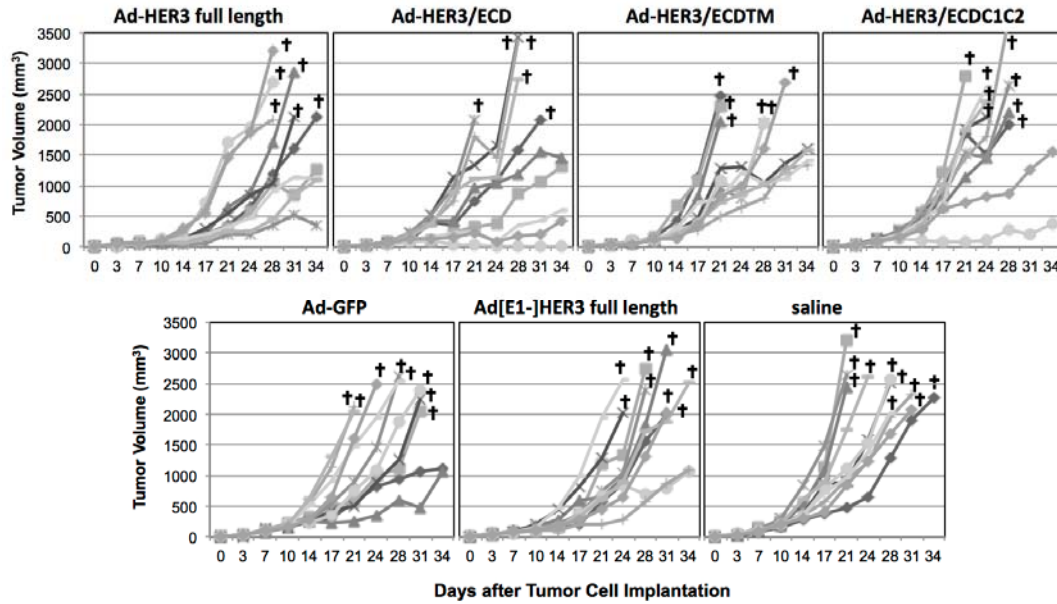 Ad-HER3 full length Ad-HER3/ECD Ad-HER3/ECDTM Ad-HER3/ECDC1C2
Tumor Volume (mm³)
3500
3000
2500
2000
1500
1000
500
0
0 3 7 10 14 17 21 24 28 31 34 0 3 7 10 14 17 21 24 28 31 34 0 3 7 10 14 17 21 24 28 31 34 0 3 7 10 14 17 21 24 28 31 34
Ad-GFP Ad[E1-]HER3 full length saline
Tumor Volume (mm³)
3500
3000
2500
2000
1500
1000
500
0
0 3 7 10 14 17 21 24 28 31 34 0 3 7 10 14 17 21 24 28 31 34 0 3 7 10 14 17 21 24 28 31 34
Days after Tumor Cell Implantation